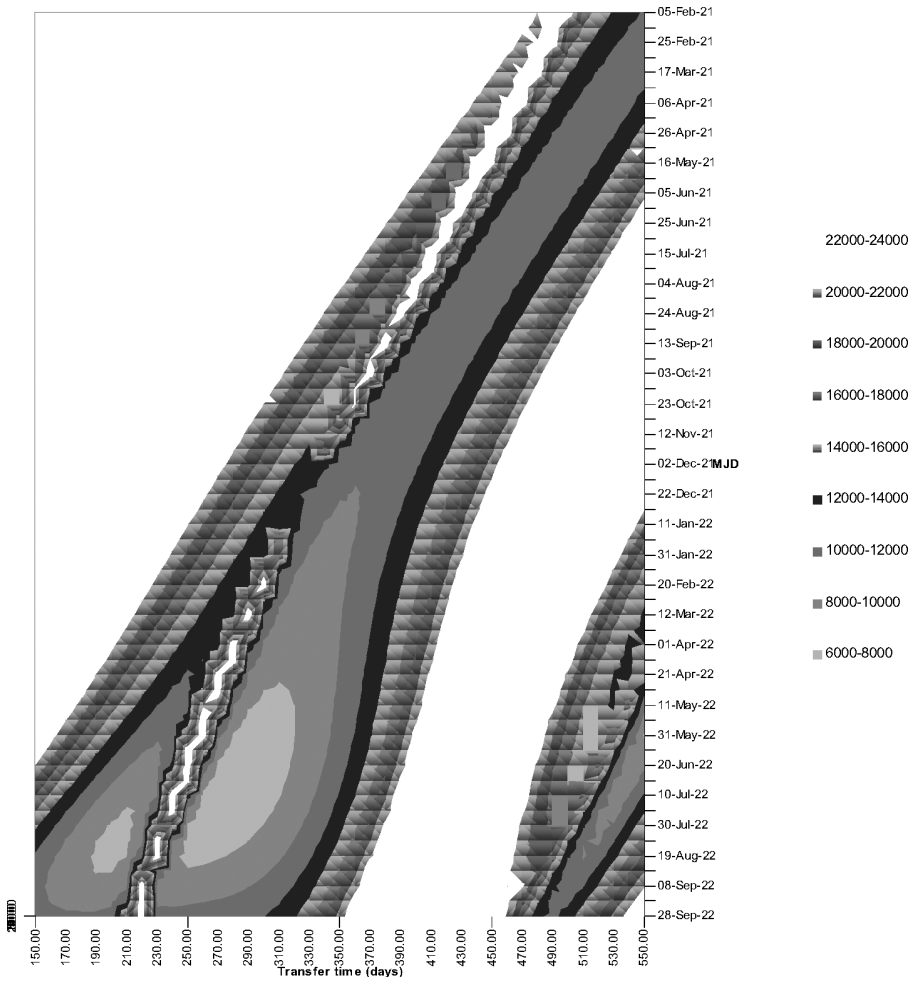 05-Feb-21
25-Feb-21
17-Mar-21
06-Apr-21
26-Apr-21
16-May-21
05-Jun-21
25-Jun-21
15-Jul-21
04-Aug-21
24-Aug-21
13-Sep-21
03-Oct-21
23-Oct-21
12-Nov-21
02-Dec-21 MJD
22-Dec-21
11-Jan-22
31-Jan-22
20-Feb-22
12-Mar-22
01-Apr-22
21-Apr-22
11-May-22
31-May-22
20-Jun-22
10-Jul-22
30-Jul-22
19-Aug-22
08-Sep-22
28-Sep-22
22000-24000
20000-22000
18000-20000
16000-18000
14000-16000
12000-14000
10000-12000
8000-10000
6000-8000
150.00 170.00 190.00 210.00 230.00 250.00 270.00 290.00 310.00 330.00 350.00 370.00 390.00 410.00 430.00 450.00 470.00 490.00 510.00 530.00 550.00
Transfer time (days)